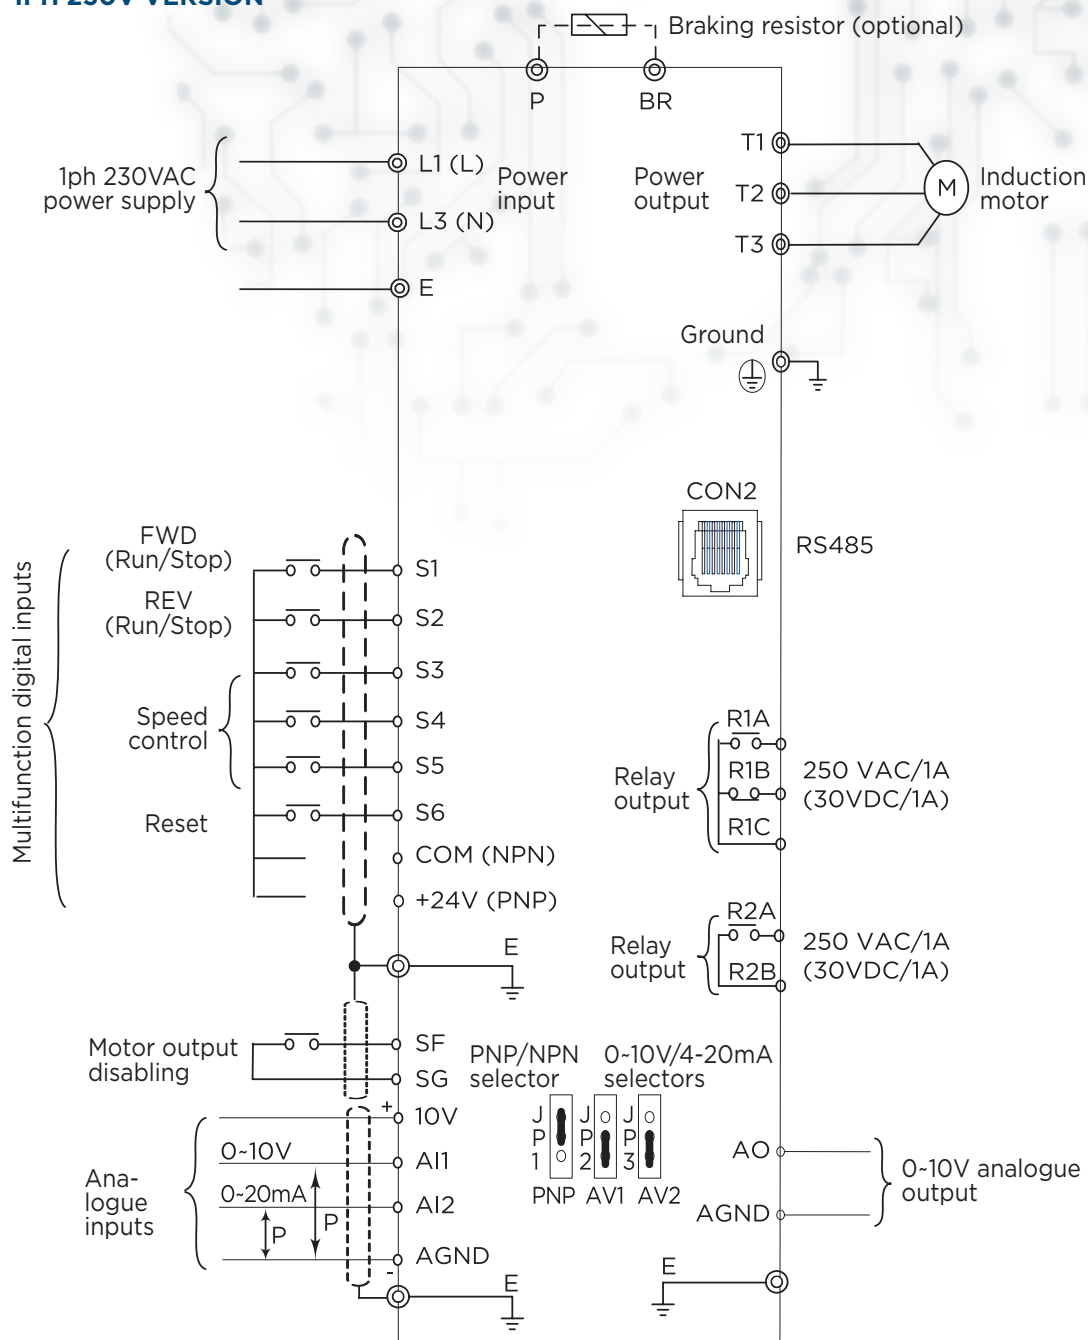 1PH 230V VERSION
Braking resistor (optional)
P
BR
1ph 230VAC
power supply
L1 (L)
L3 (N)
E
Power
input
Power
output
T1
T2
T3
M
Induction
motor
Ground
CON2
RS485
Multifunction digital inputs
FWD
(Run/Stop)
REV
(Run/Stop)
Speed
control
Reset
S1
S2
S3
S4
S5
S6
COM (NPN)
+24V (PNP)
E
Relay
output
R1A
R1B
R1C
250 VAC/1A
(30VDC/1A)
Relay
output
R2A
R2B
250 VAC/1A
(30VDC/1A)
Motor output
disabling
SF
SG
PNP/NPN
selector
0~10V/4-20mA
selectors
JP1
JP2
JP3
PNP
AV1
AV2
Ana-
logue
inputs
+
10V
0~10V
AI1
0~20mA
AI2
P
P
AGND
-
E
AO
AGND
0~10V analogue
output
E